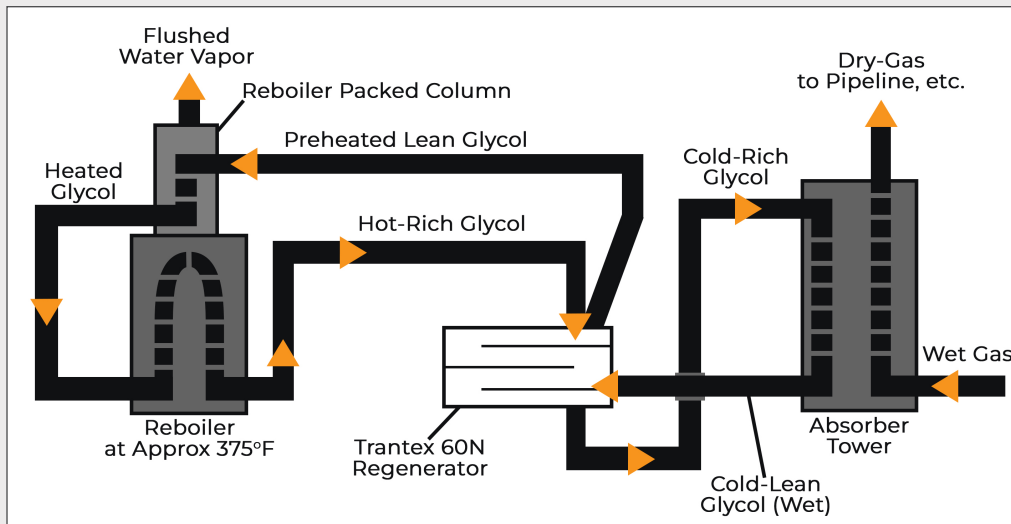 Flushed
Water Vapor
Reboiler Packed Column
Dry-Gas
to Pipeline, etc.
Preheated Lean Glycol
Cold-Rich
Glycol
Heated
Glycol
Hot-Rich Glycol
Wet Gas
Reboiler
at Approx 375ºF
Trantex 60N
Regenerator
Absorber
Tower
Cold-Lean
Glycol (Wet)